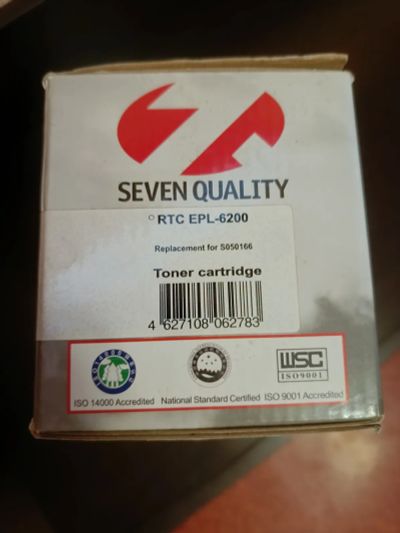 SEVEN QUALITY
RTC EPL-6200
Replacement for S050166
Toner cartridge
4 627108 062783
WSC
ISO9001
ISO 14000 Accredited National Standard Certified ISO 9001 Accredited